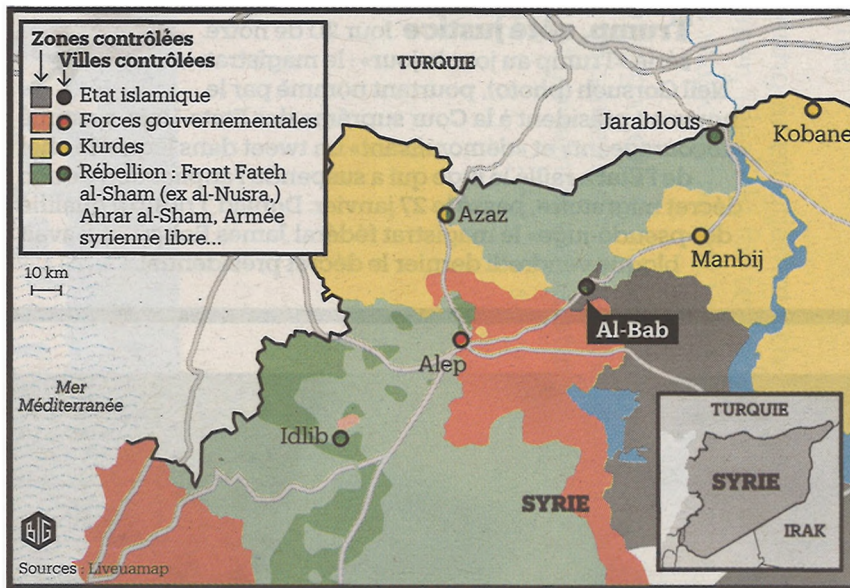 Zones contrôlées
Villes contrôlées
Etat islamique
Forces gouvernementales
Kurdes
Rébellion : Front Fateh
al-Sham (ex al-Nusra,)
Ahrar al-Sham, Armée
syrienne libre...
10 km
TURQUIE
Jarablous
Kobane
Azaz
Manbij
Al-Bab
Alep
Mer
Méditerranée
Idlib
SYRIE
TURQUIE
SYRIE
IRAK
BIG
Sources : Liveuamap